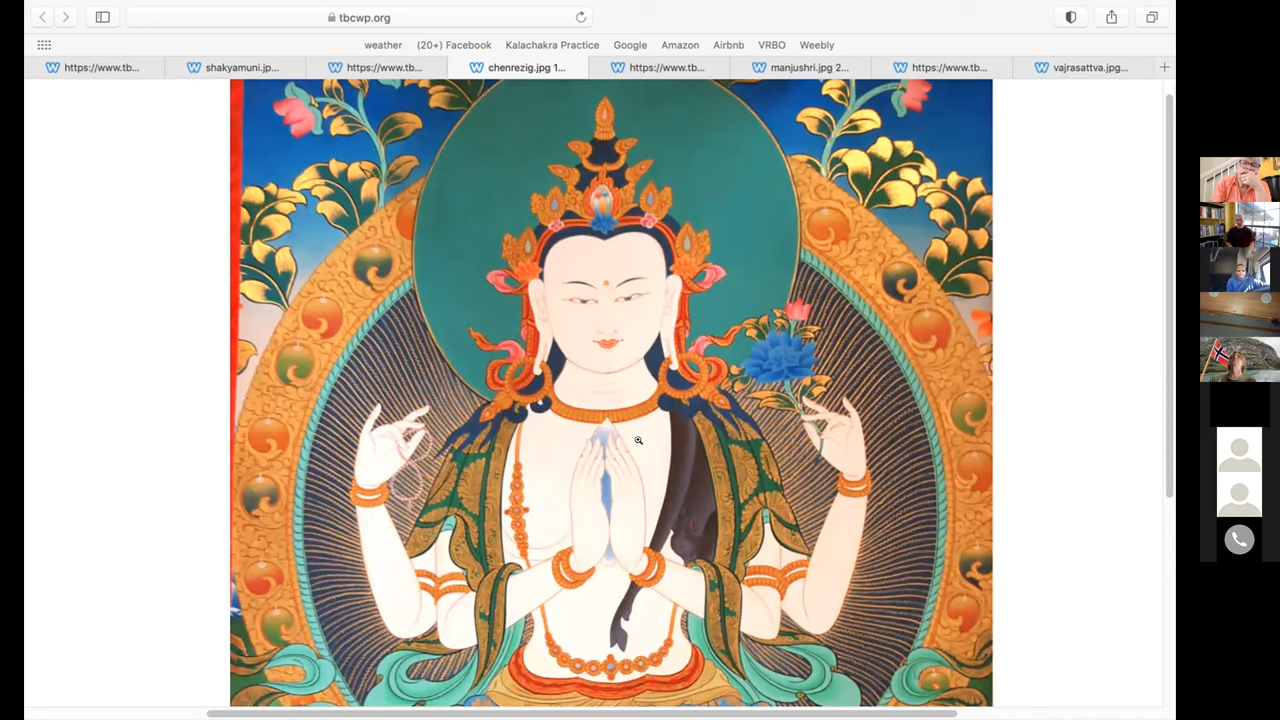 tbcwp.org
weather (20+) Facebook Kalachakra Practice Google Amazon Airbnb VRBO Weebly
https://www.tb... shakyamuni.jp... https://www.tb... chenrezig.jpg 1... https://www.tb... manjushri.jpg 2... https://www.tb... vajrasattva.jpg...